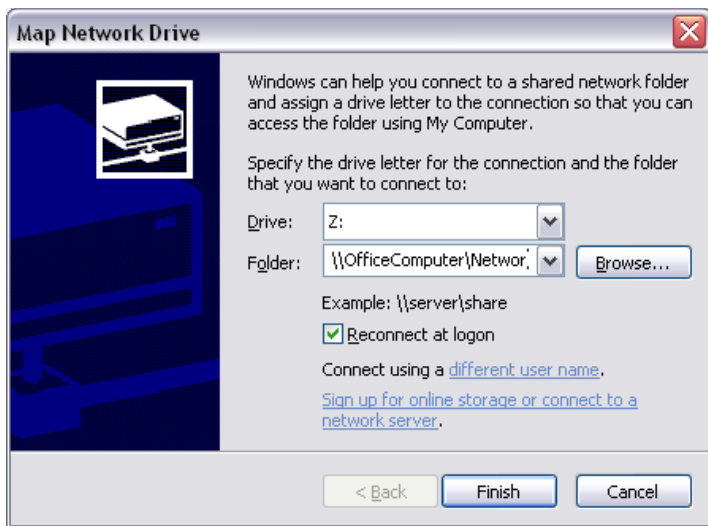 Map Network Drive
Windows can help you connect to a shared network folder
and assign a drive letter to the connection so that you can
access the folder using My Computer.
Specify the drive letter for the connection and the folder
that you want to connect to:
Drive: Z:
Folder: \\OfficeComputer\Networ Browse...
Example: \\server\share
Reconnect at logon
Connect using a different user name.
Sign up for online storage or connect to a
network server.
< Back Finish Cancel